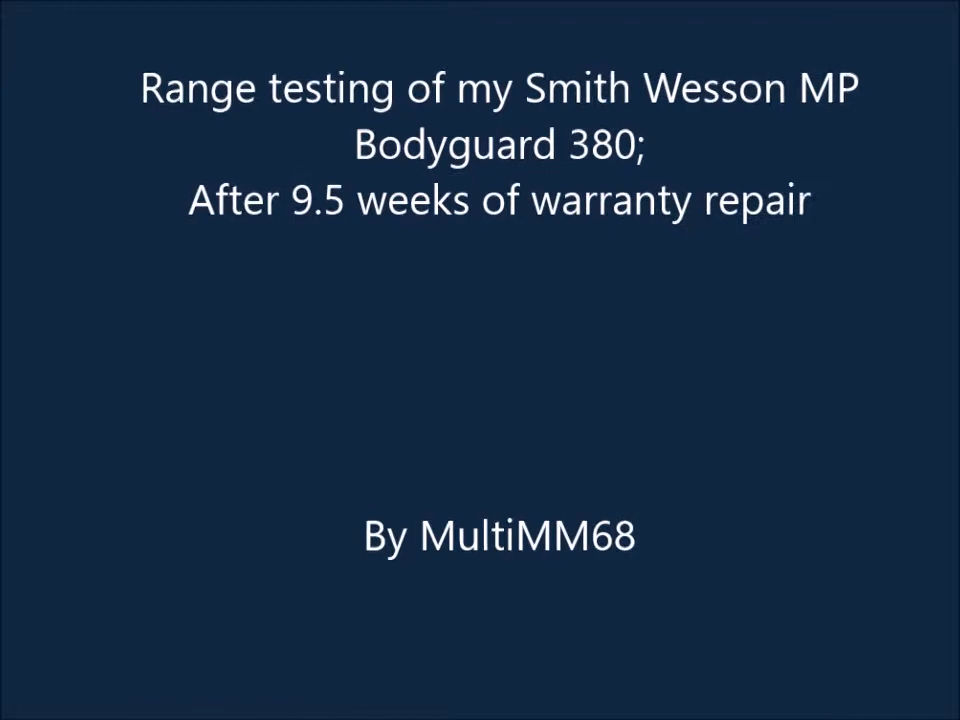 Range testing of my Smith Wesson MP
Bodyguard 380;
After 9.5 weeks of warranty repair
By MultiMM68